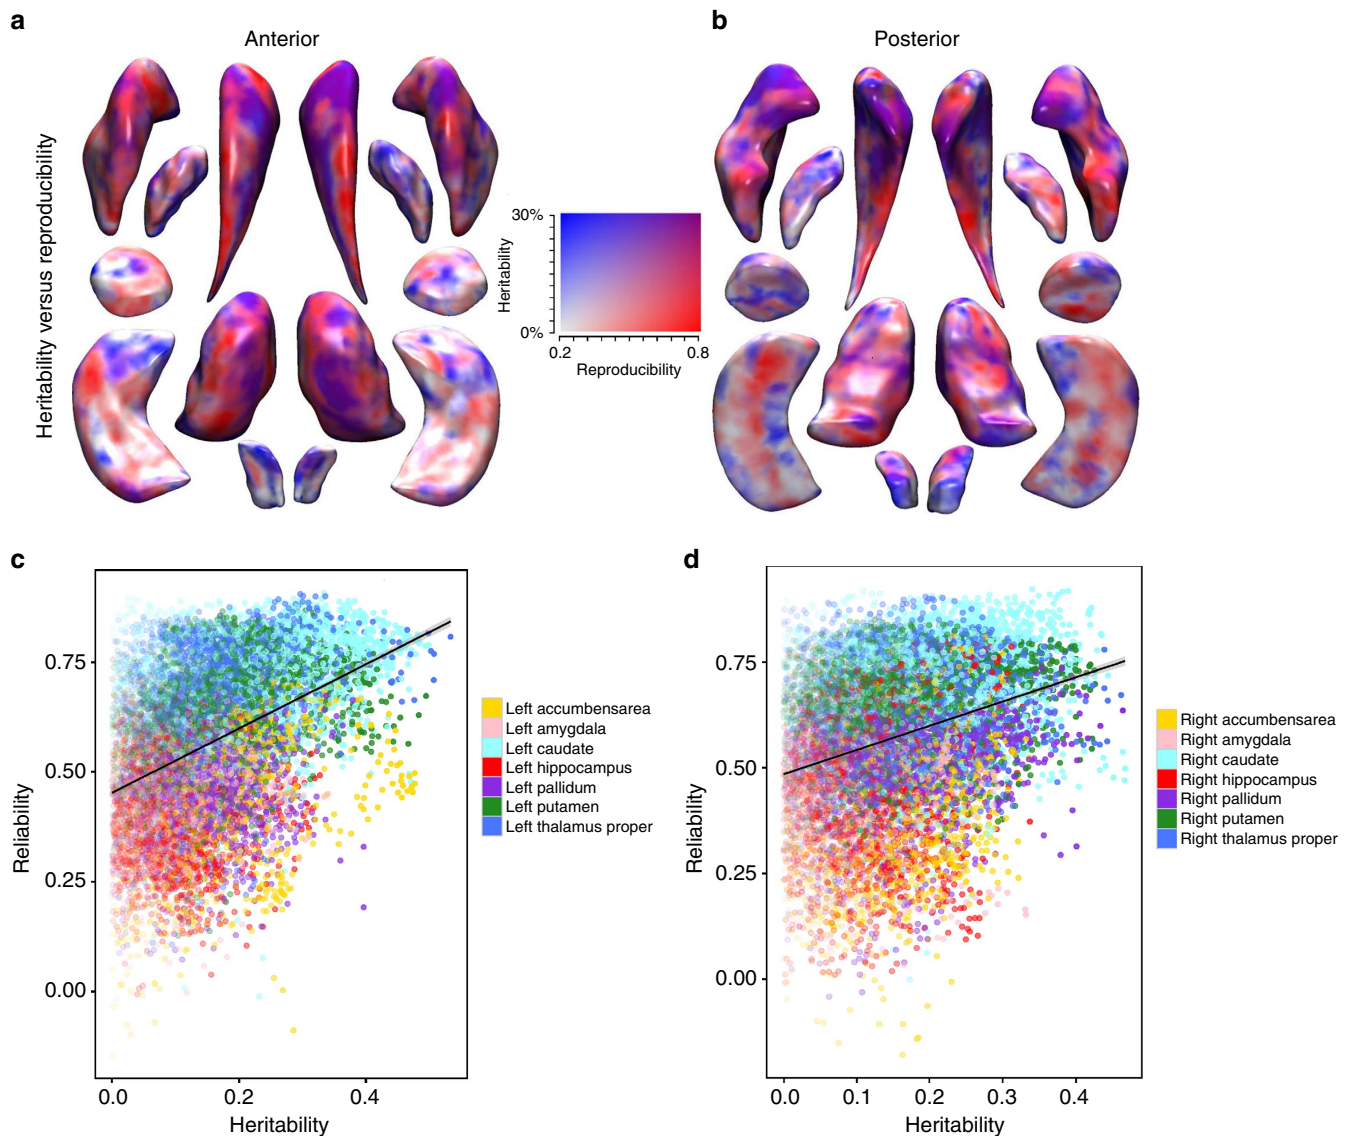 a
Anterior
b
Posterior
Heritability versus reproducibility
30%
Heritability
0%
0.2
0.8
Reproducibility
c
Reliability
0.75
0.50
0.25
0.00
0.0
0.2
0.4
Heritability
Left accumbensarea
Left amygdala
Left caudate
Left hippocampus
Left pallidum
Left putamen
Left thalamus proper
d
Reliability
0.75
0.50
0.25
0.00
0.0
0.1
0.2
0.3
0.4
Heritability
Right accumbensarea
Right amygdala
Right caudate
Right hippocampus
Right pallidum
Right putamen
Right thalamus proper